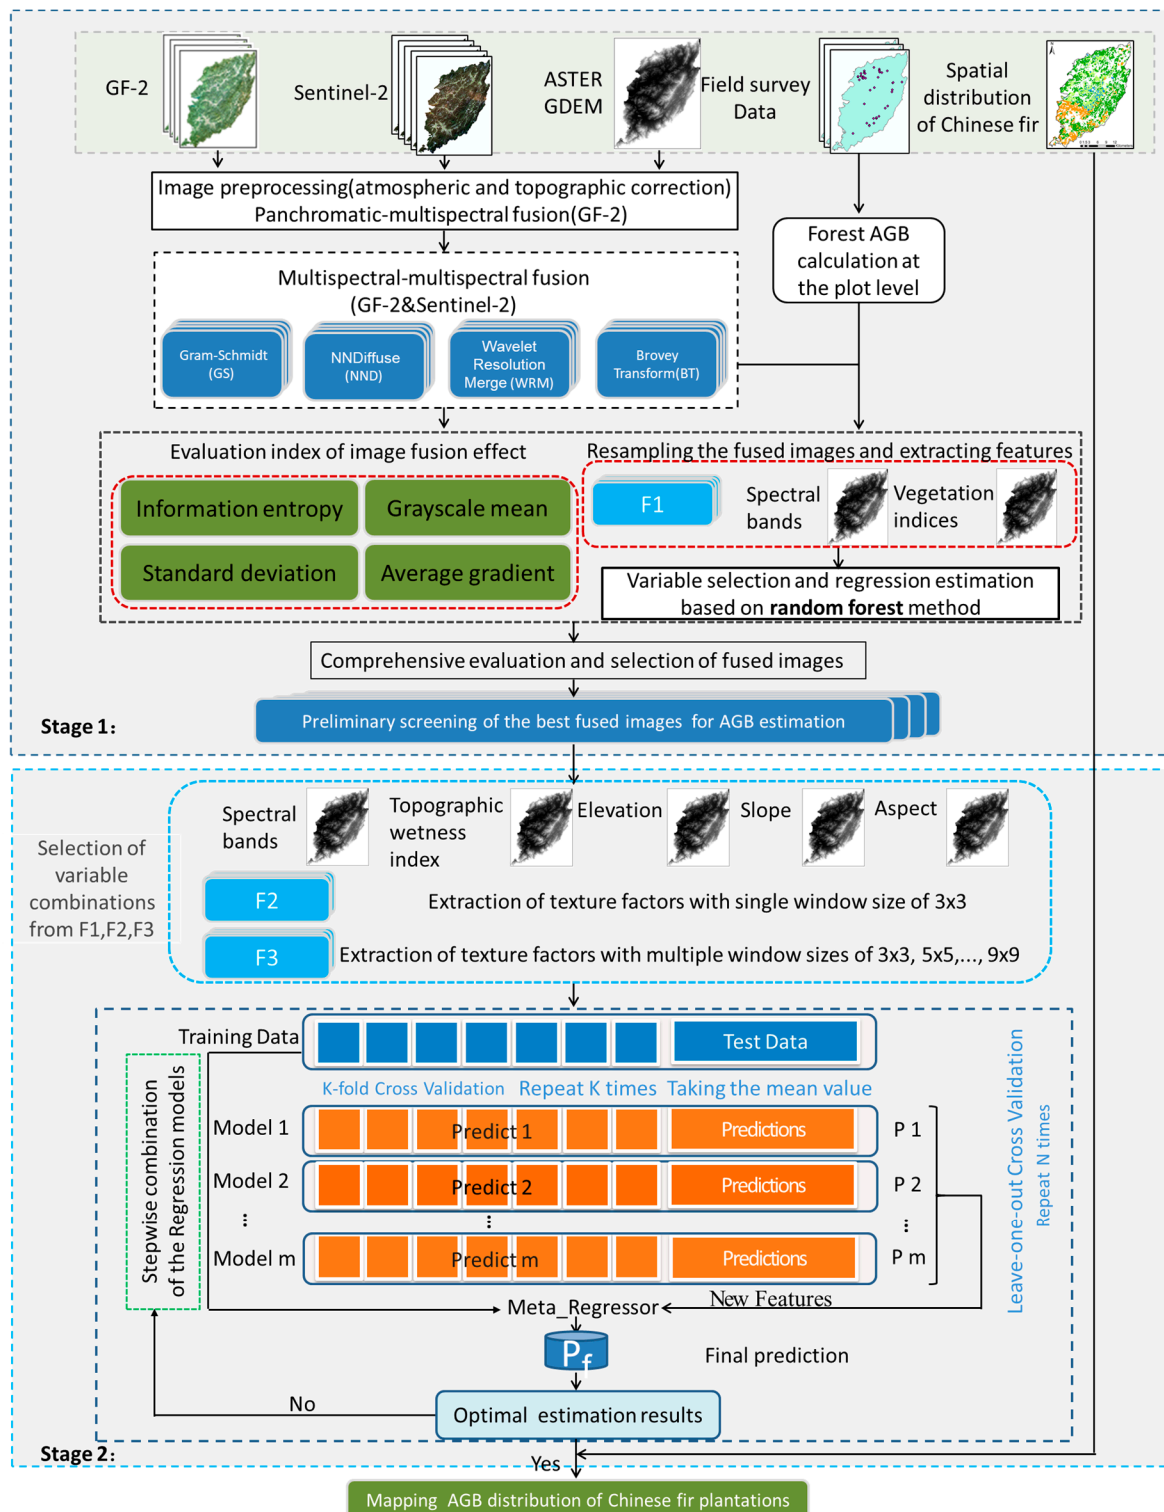 GF-2
Sentinel-2
ASTER
GDEM
Field survey
Data
Spatial
distribution
of Chinese fir
Image preprocessing(atmospheric and topographic correction)
Panchromatic-multispectral fusion(GF-2)
Forest AGB
calculation at
the plot level
Multispectral-multispectral fusion
(GF-2&Sentinel-2)
Gram-Schmidt
(GS)
NNDiffuse
(NND)
Wavelet
Resolution
Merge (WRM)
Brovey
Transform(BT)
Evaluation index of image fusion effect
Resampling the fused images and extracting features
Information entropy
Grayscale mean
Standard deviation
Average gradient
F1
Spectral
bands
Vegetation
indices
Variable selection and regression estimation
based on random forest method
Comprehensive evaluation and selection of fused images
Preliminary screening of the best fused images for AGB estimation
Stage 1:
Selection of
variable
combinations
from F1,F2,F3
Spectral
bands
Topographic
wetness
index
Elevation
Slope
Aspect
F2
Extraction of texture factors with single window size of 3x3
F3
Extraction of texture factors with multiple window sizes of 3x3, 5x5,..., 9x9
Training Data
Test Data
K-fold Cross Validation
Repeat K times
Taking the mean value
Stepwise combination
of the Regression models
Model 1
Predict 1
Predictions
P 1
Model 2
Predict 2
Predictions
P 2
...
...
...
Model m
Predict m
Predictions
P m
Leave-one-out Cross Validation
Repeat N times
Meta_Regressor
New Features
Pf
Final prediction
No
Optimal estimation results
Stage 2:
Yes
Mapping AGB distribution of Chinese fir plantations